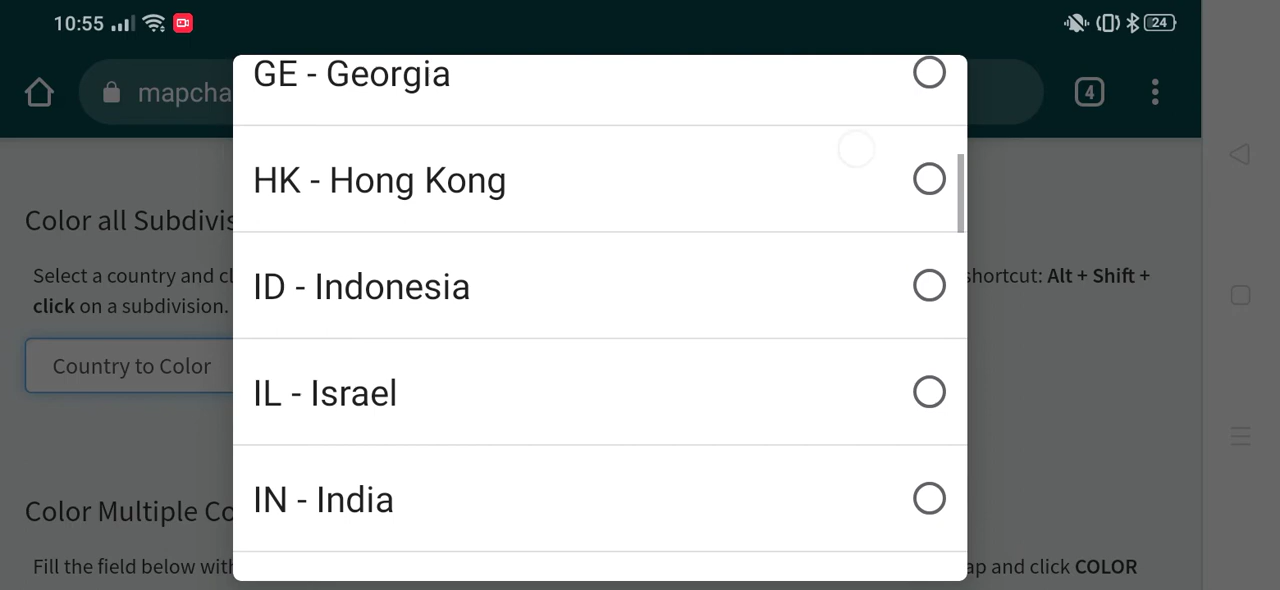 10:55
24
mapcha
4
GE - Georgia
HK - Hong Kong
ID - Indonesia
IL - Israel
IN - India
Color all Subdivis
Select a country and cl
shortcut: Alt + Shift +
click on a subdivision.
Country to Color
Color Multiple Co
Fill the field below with
ap and click COLOR